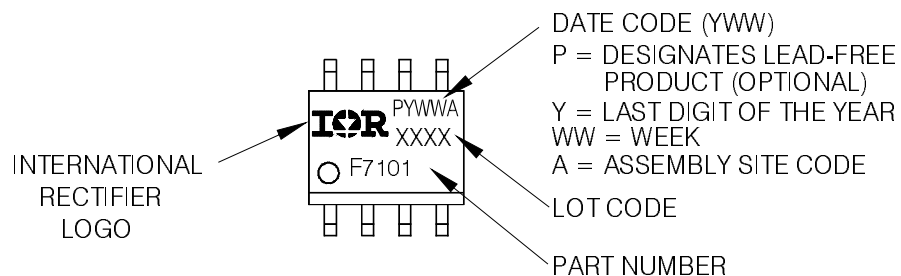 DATE CODE (YWW)
P = DESIGNATES LEAD-FREE
PRODUCT (OPTIONAL)
Y = LAST DIGIT OF THE YEAR
WW = WEEK
A = ASSEMBLY SITE CODE
LOT CODE
PART NUMBER
INTERNATIONAL
RECTIFIER
LOGO
IOR
PYWWA
XXXX
F7101